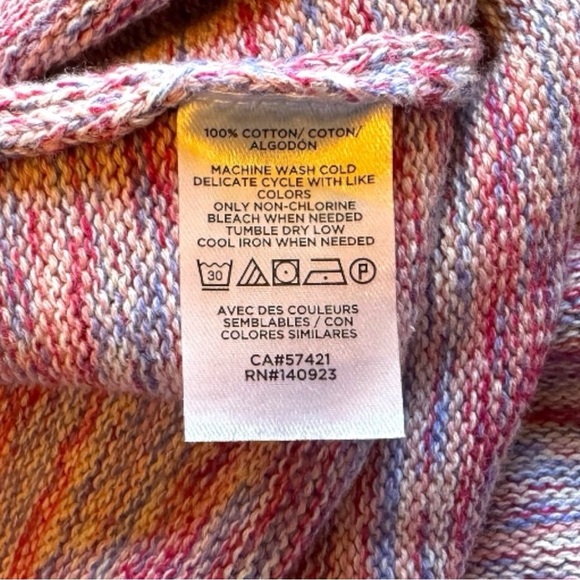 100% COTTON/ COTON/
ALGODÓN
MACHINE WASH COLD
DELICATE CYCLE WITH LIKE
COLORS
ONLY NON-CHLORINE
BLEACH WHEN NEEDED
TUMBLE DRY LOW
COOL IRON WHEN NEEDED
30 P
AVEC DES COULEURS
SEMBLABLES / CON
COLORES SIMILARES
CA#57421
RN#140923